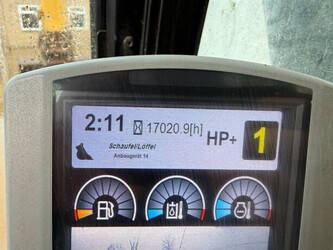 2:11 17020.9[h] HP+ 1
Schaufel/Löffel
Anbaugerät 14